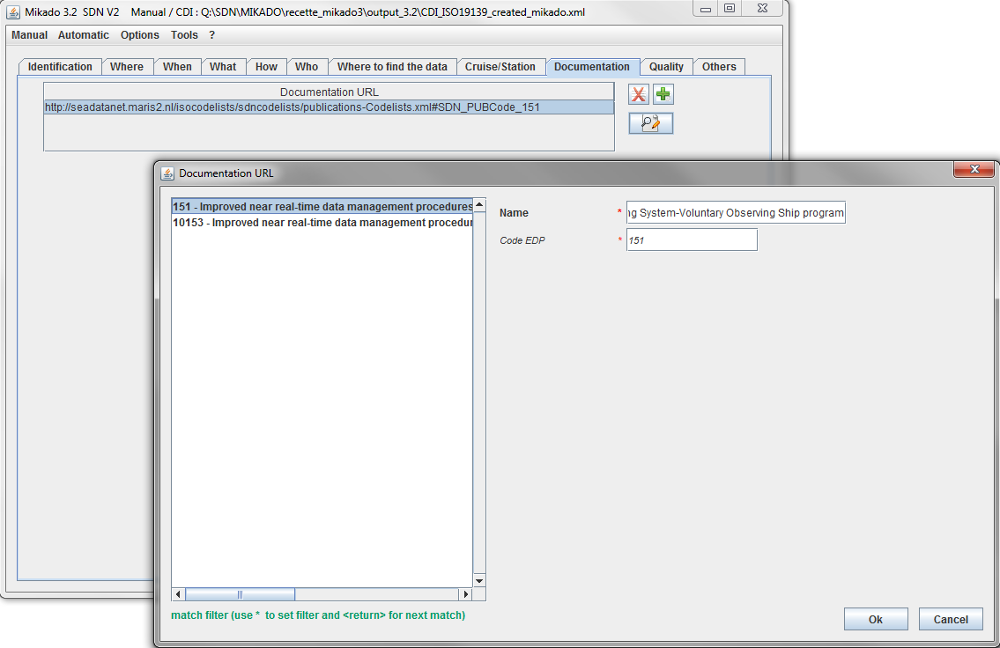 Mikado 3.2 SDN V2 Manual / CDI : Q:\SDN\MIKADO\recette_mikado3\output_3.2\CDI_ISO19139_created_mikado.xml
Manual Automatic Options Tools ?
Identification Where When What How Who Where to find the data Cruise/Station Documentation Quality Others
Documentation URL
http://seadatanet.maris2.nl/isocodelists/sdncodelists/publications-Codelists.xml#SDN_PUBCode_151
Documentation URL
151 - Improved near real-time data management procedures
10153 - Improved near real-time data management procedur
Name * ng System-Voluntary Observing Ship program
Code EDP * 151
match filter (use * to set filter and <return> for next match)
Ok Cancel